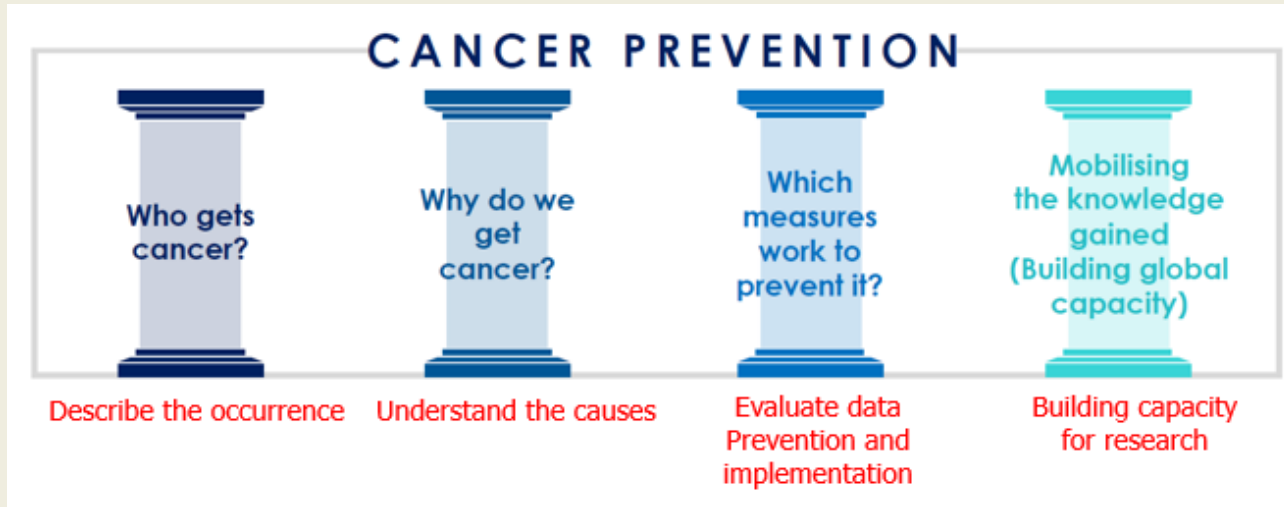 CANCER PREVENTION
Who gets
cancer?
Why do we
get
cancer?
Which
measures
work to
prevent it?
Mobilising
the knowledge
gained
(Building global
capacity)
Describe the occurrence
Understand the causes
Evaluate data
Prevention and
implementation
Building capacity
for research